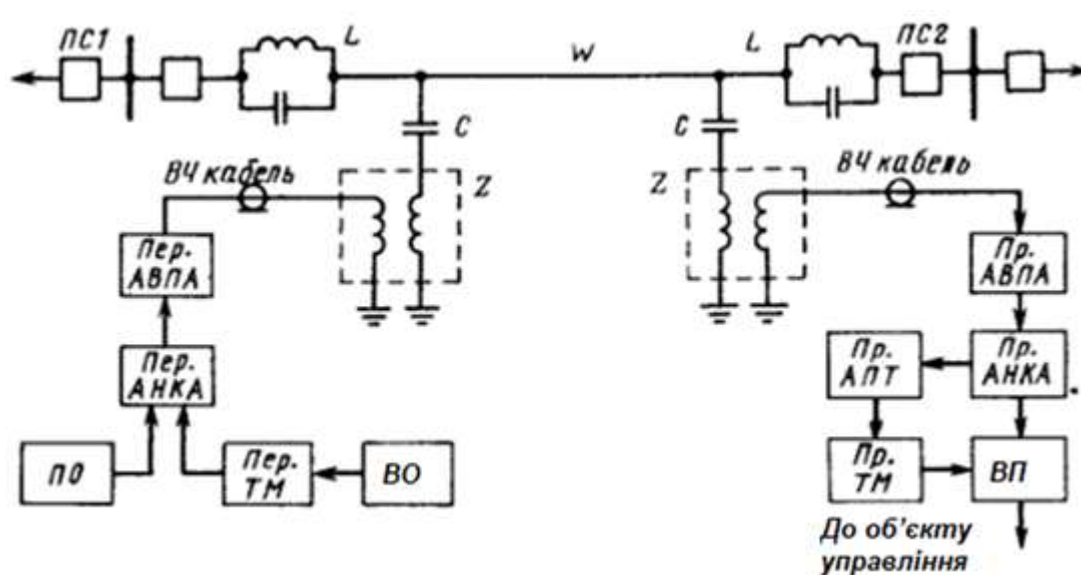 ПС1
L
W
L
ПС2
C
C
ВЧ кабель
Z
Z
ВЧ кабель
Пер.
АВПА
Пр.
АВПА
Пер.
АНКА
Пр.
АПТ
Пр.
АНКА
ПО
Пер.
ТМ
ВО
Пр.
ТМ
ВП
До об’єкту
управління